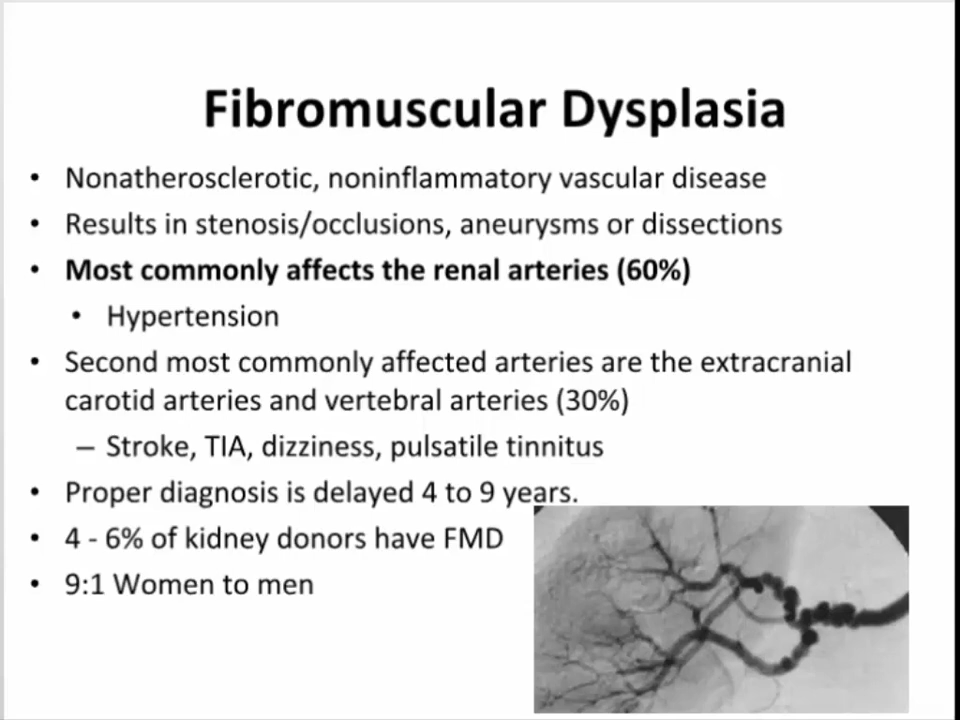 Fibromuscular Dysplasia
• Nonatherosclerotic, noninflammatory vascular disease
• Results in stenosis/occlusions, aneurysms or dissections
• Most commonly affects the renal arteries (60%)
• Hypertension
• Second most commonly affected arteries are the extracranial
carotid arteries and vertebral arteries (30%)
– Stroke, TIA, dizziness, pulsatile tinnitus
• Proper diagnosis is delayed 4 to 9 years.
• 4 - 6% of kidney donors have FMD
• 9:1 Women to men